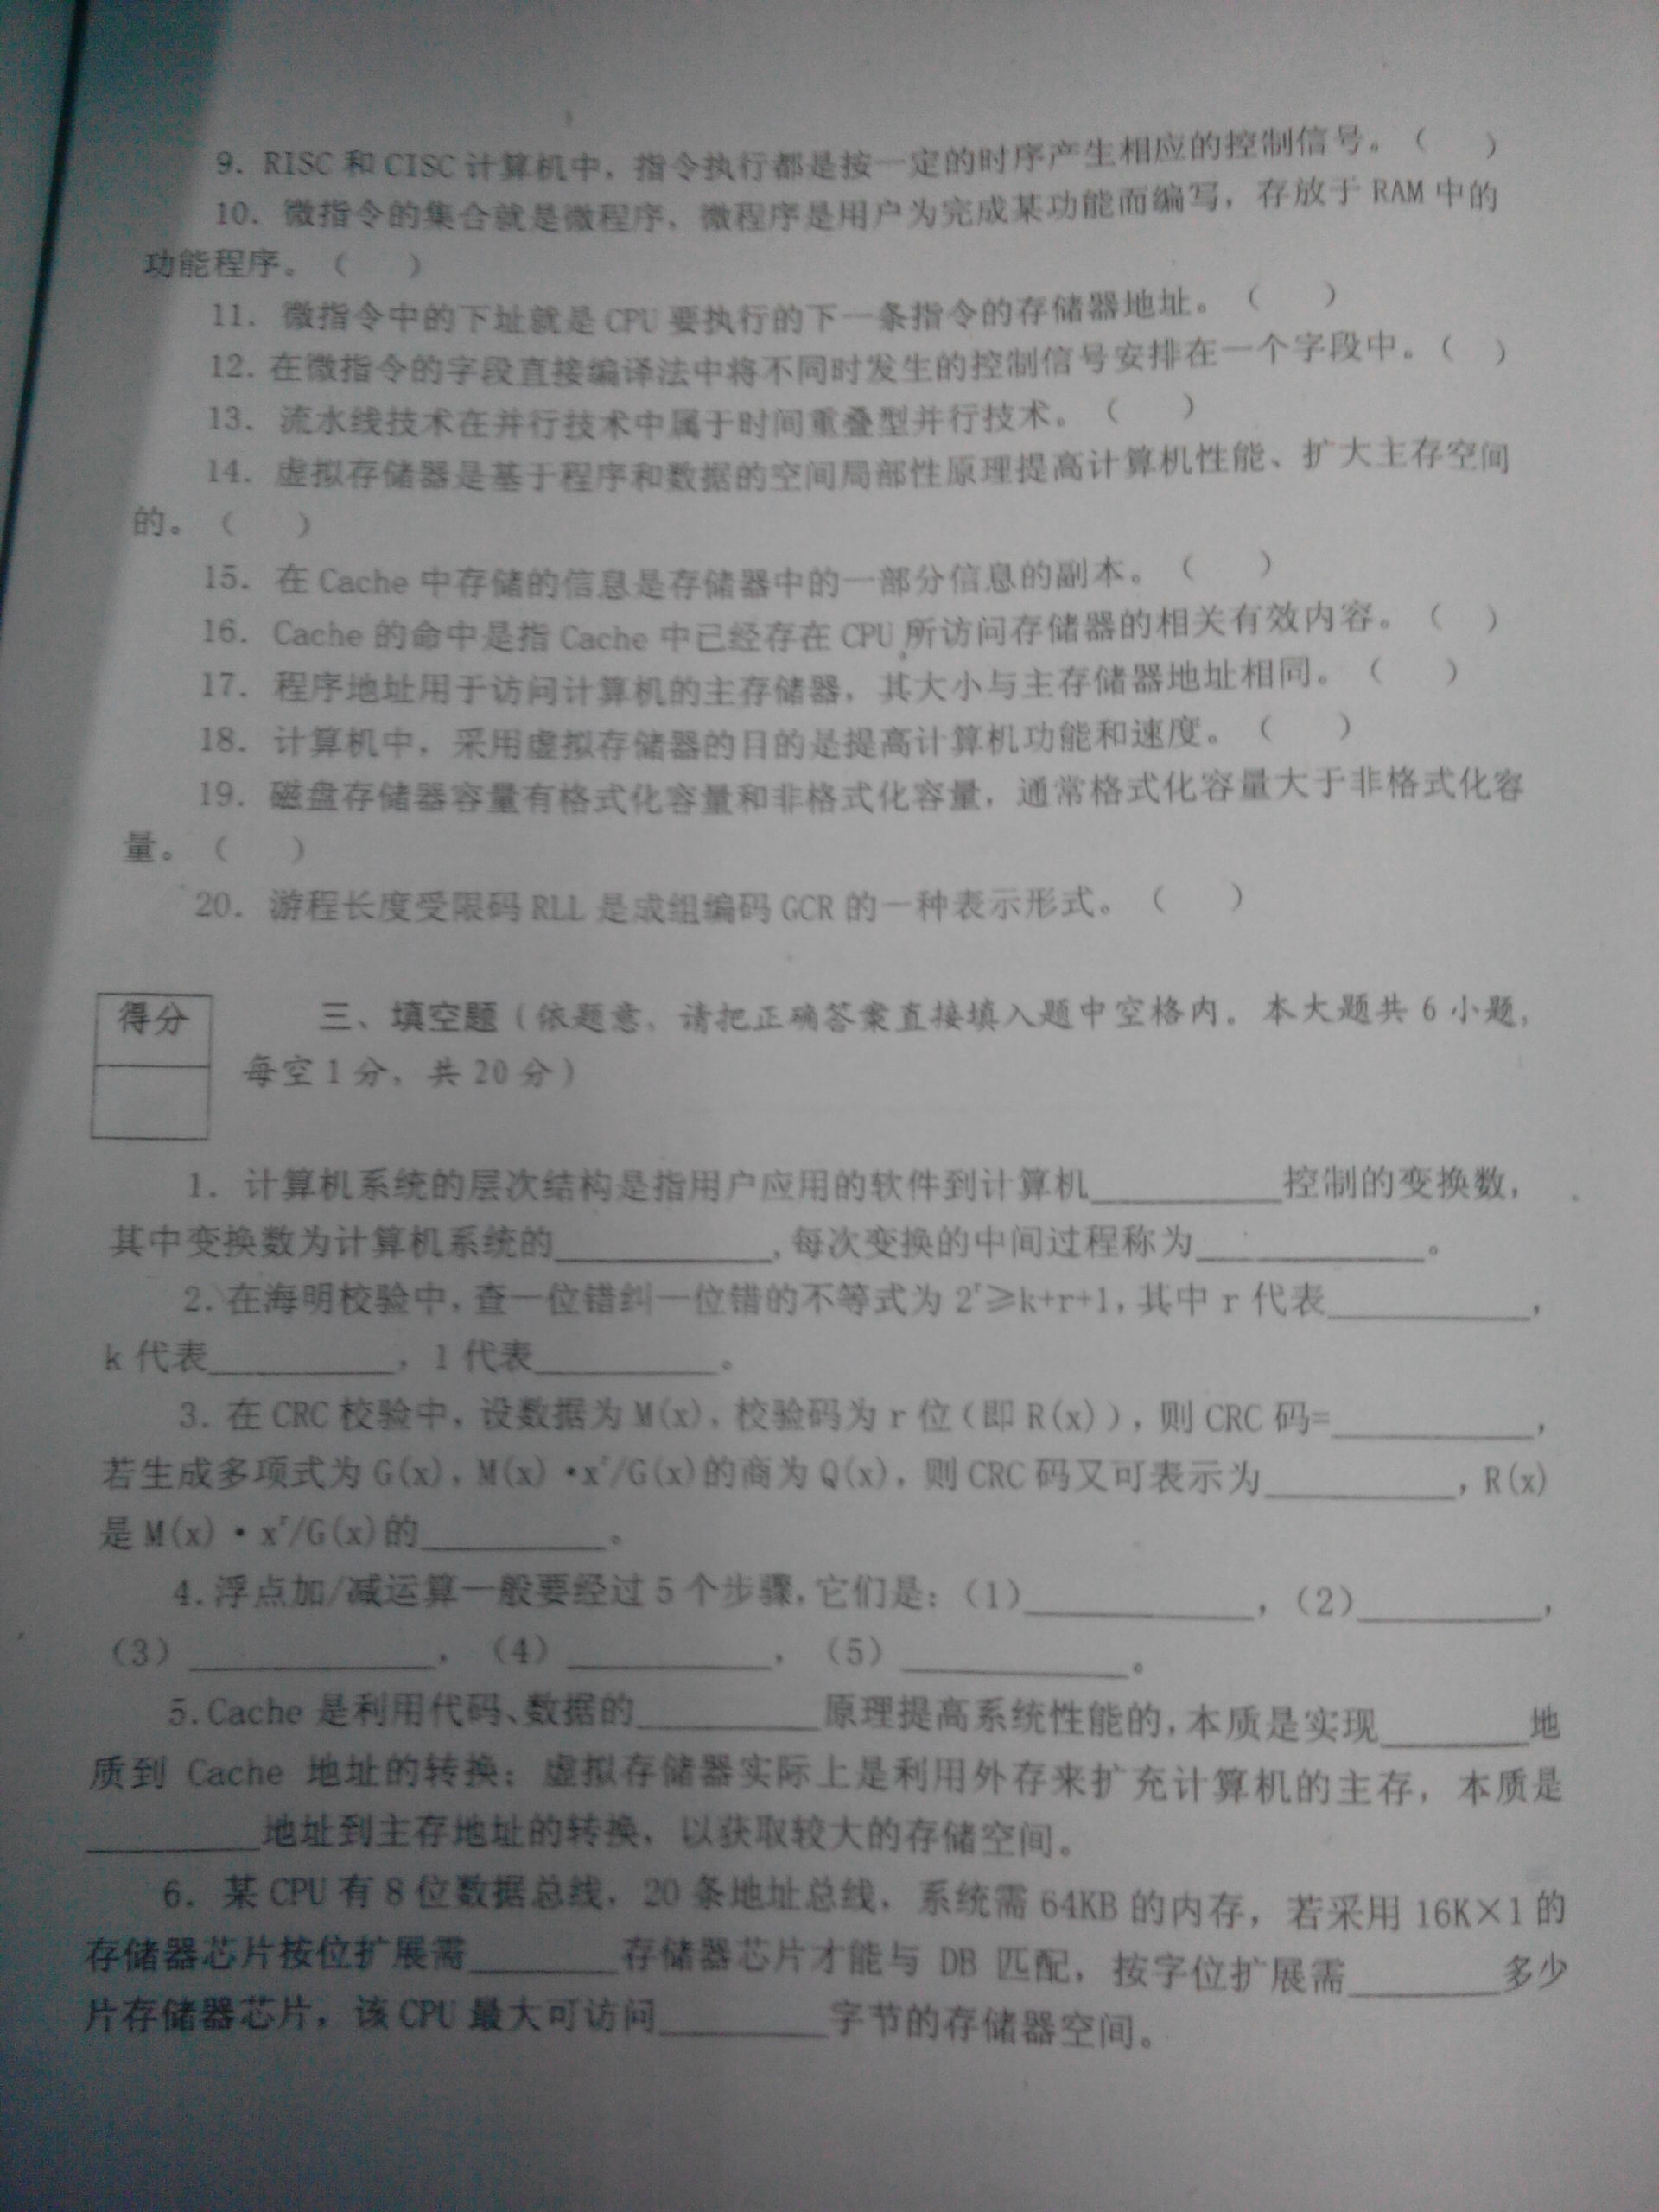 9. RISC 和 CISC 计算机中，指令执行都是按一定的时序产生相应的控制信号。（ ）
10. 微指令的集合就是微程序，微程序是用户为完成某功能而编写，存放于 RAM 中的
功能程序。（ ）
11. 微指令中的下址就是 CPU 要执行的下一条指令的存储器地址。（ ）
12. 在微指令的字段直接编译法中将不同时发生的控制信号安排在一个字段中。（ ）
13. 流水线技术在并行技术中属于时间重叠型并行技术。（ ）
14. 虚拟存储器是基于程序和数据的空间局部性原理提高计算机性能、扩大主存空间
的。（ ）
15. 在 Cache 中存储的信息是存储器中的一部分信息的副本。（ ）
16. Cache 的命中是指 Cache 中已经存在 CPU 所访问存储器的相关有效内容。（ ）
17. 程序地址用于访问计算机的主存储器，其大小与主存储器地址相同。（ ）
18. 计算机中，采用虚拟存储器的目的是提高计算机功能和速度。（ ）
19. 磁盘存储器容量有格式化容量和非格式化容量，通常格式化容量大于非格式化容
量。（ ）
20. 游程长度受限码 RLL 是成组编码 GCR 的一种表示形式。（ ）
得分
三、填空题（依题意，请把正确答案直接填入题中空格内。本大题共 6 小题，
每空 1 分，共 20 分）
1. 计算机系统的层次结构是指用户应用的软件到计算机__________控制的变换数，
其中变换数为计算机系统的__________，每次变换的中间过程称为__________。
2. 在海明校验中，查一位错纠一位错的不等式为 2^r≥k+r+1，其中 r 代表__________，
k 代表__________，1 代表__________。
3. 在 CRC 校验中，设数据为 M(x)，校验码为 r 位（即 R(x)），则 CRC 码=__________，
若生成多项式为 G(x)，M(x)·x^r/G(x)的商为 Q(x)，则 CRC 码又可表示为__________，R(x)
是 M(x)·x^r/G(x)的__________。
4. 浮点加/减运算一般要经过 5 个步骤，它们是：（1）__________，（2）__________，
（3）__________，（4）__________，（5）__________。
5. Cache 是利用代码、数据的__________原理提高系统性能的，本质是实现________地
质到 Cache 地址的转换；虚拟存储器实际上是利用外存来扩充计算机的主存，本质是
__________地址到主存地址的转换，以获取较大的存储空间。
6. 某 CPU 有 8 位数据总线，20 条地址总线，系统需 64KB 的内存，若采用 16K×1 的
存储器芯片按位扩展需________存储器芯片才能与 DB 匹配，按字位扩展需________多少
片存储器芯片，该 CPU 最大可访问__________字节的存储器空间。